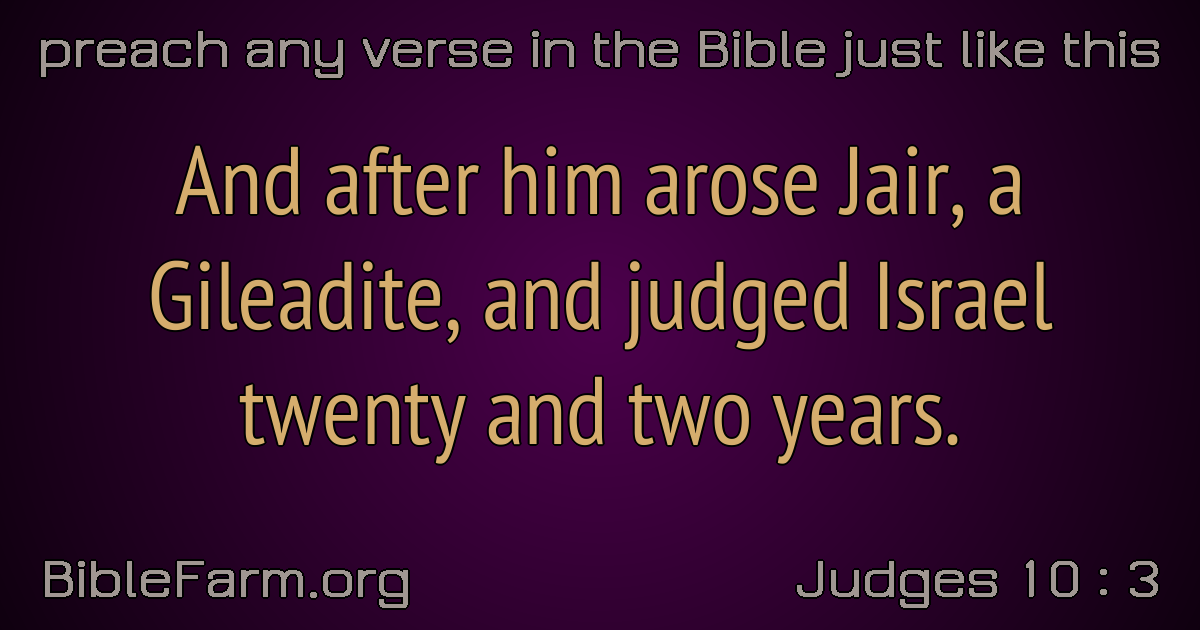 preach any verse in the Bible just like this
And after him arose Jair, a
Gileadite, and judged Israel
twenty and two years.
BibleFarm.org
Judges 10 : 3